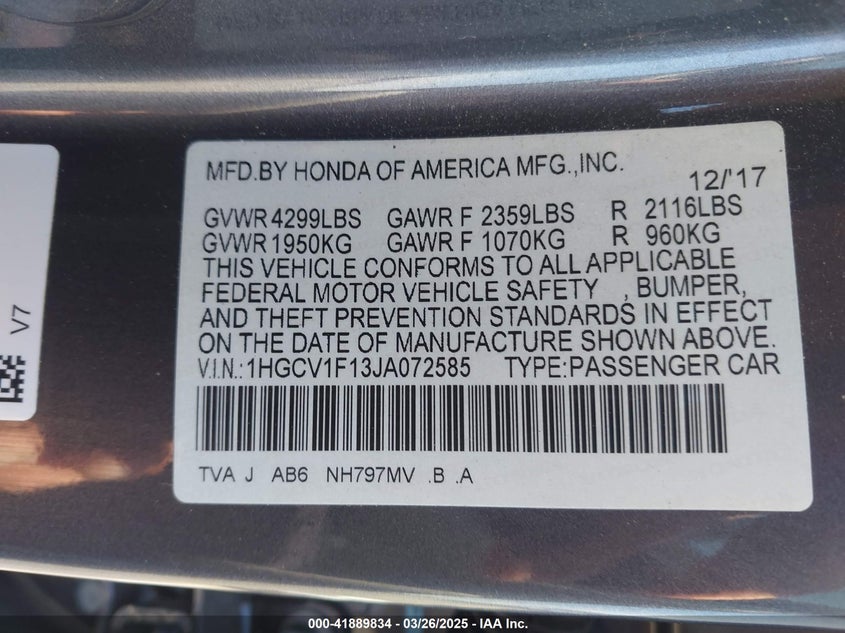 MFD.BY HONDA OF AMERICA MFG.,INC.
12/'17
GVWR 4299LBS GAWR F 2359LBS R 2116LBS
GVWR 1950KG GAWR F 1070KG R 960KG
THIS VEHICLE CONFORMS TO ALL APPLICABLE
FEDERAL MOTOR VEHICLE SAFETY , BUMPER,
AND THEFT PREVENTION STANDARDS IN EFFECT
ON THE DATE OF MANUFACTURE SHOWN ABOVE.
V.I.N.:1HGCV1F13JA072585 TYPE:PASSENGER CAR
TVA J AB6 NH797MV .B .A
V7
000-41889834 - 03/26/2025 - IAA Inc.